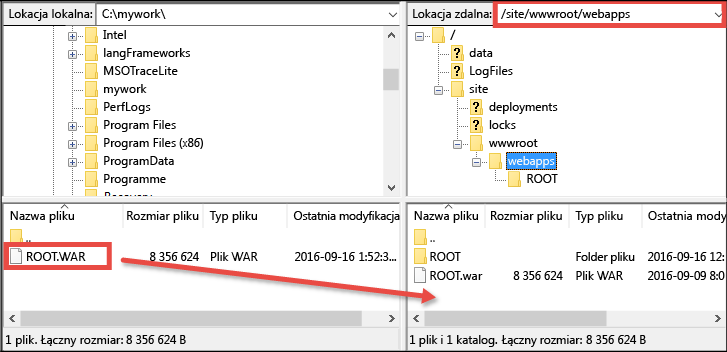 Lokacja lokalna: C:\mywork\
Intel
langFrameworks
MSOTraceLite
mywork
PerfLogs
Program Files
Program Files (x86)
ProgramData
Programme
Nazwa pliku Rozmiar pliku Typ pliku Ostatnia modyfikacja
..
ROOT.WAR 8 356 624 Plik WAR 2016-09-16 1:52:3...
1 plik. Łączny rozmiar: 8 356 624 B
Lokacja zdalna: /site/wwwroot/webapps
/
? data
? LogFiles
site
? deployments
? locks
wwwroot
webapps
ROOT
Nazwa pliku Rozmiar pliku Typ pliku Ostatnia mod
..
ROOT Folder pliku 2016-09-16 12:
ROOT.war 8 356 624 Plik WAR 2016-09-09 8:0
1 plik i 1 katalog. Łączny rozmiar: 8 356 624 B